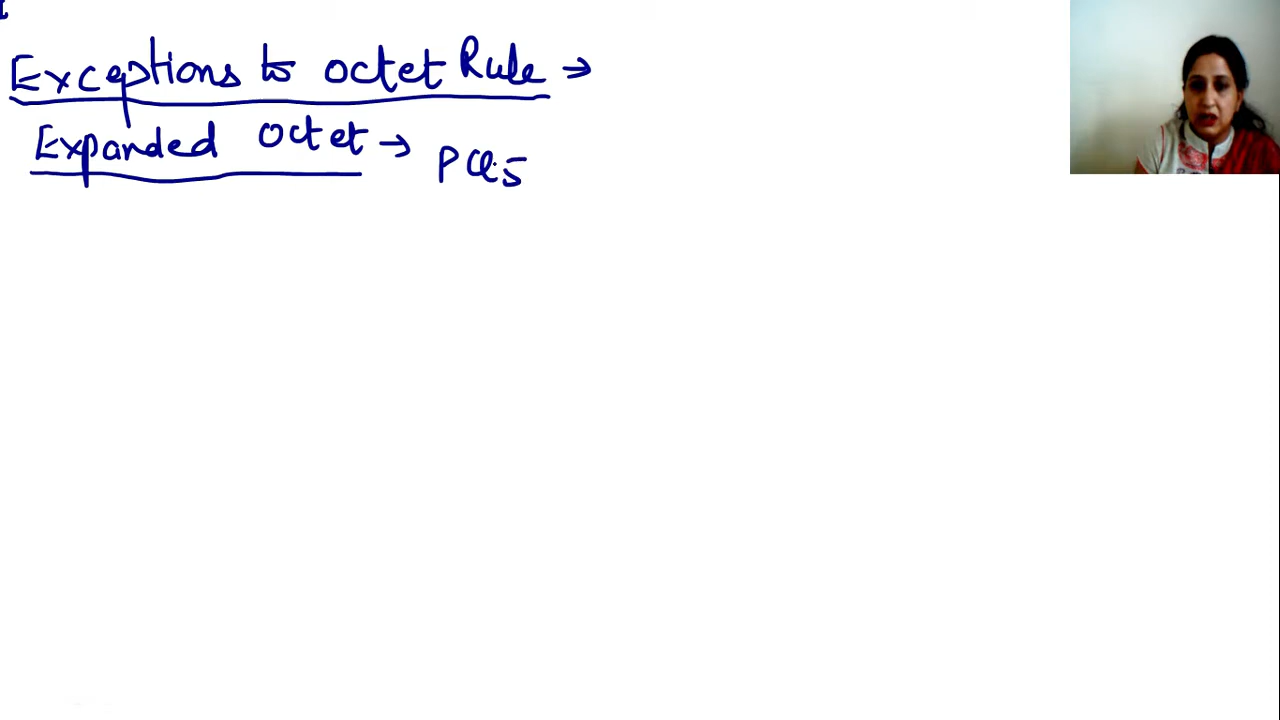 Exceptions to octet Rule →
Expanded octet → PCl5